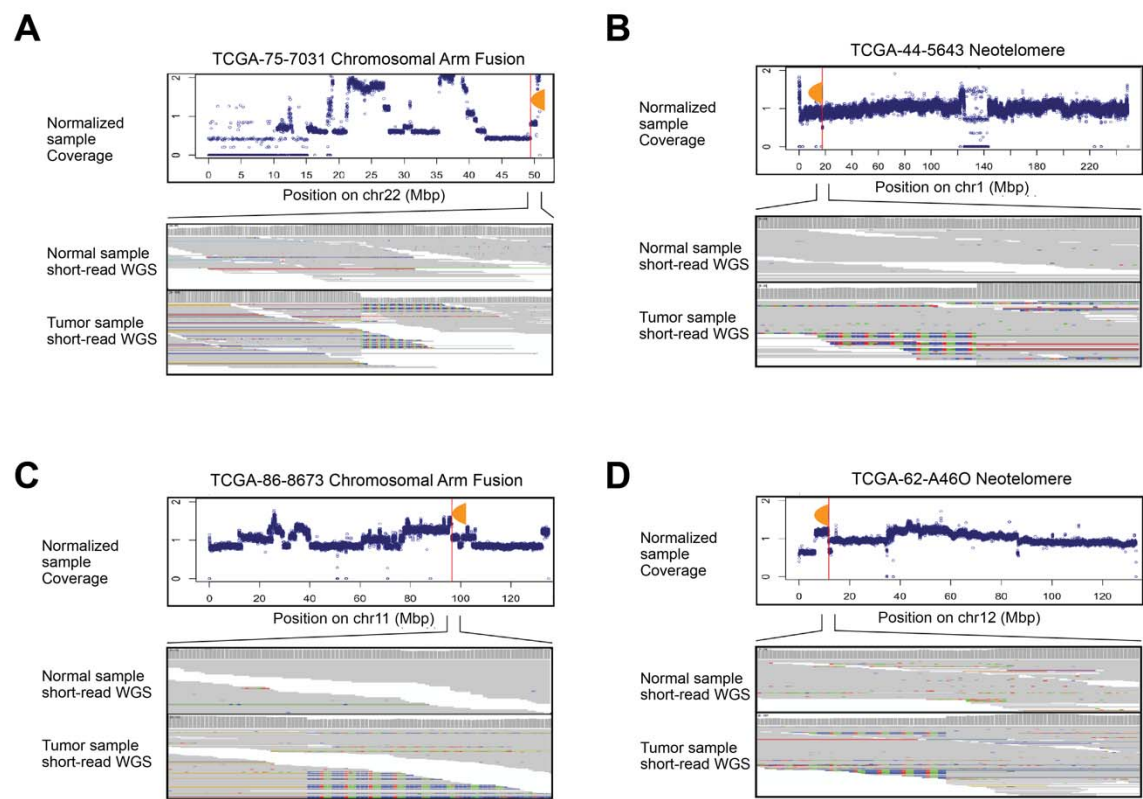 A
TCGA-75-7031 Chromosomal Arm Fusion
Normalized
sample
Coverage
0 1 2
0 5 10 15 20 25 30 35 40 45 50
Position on chr22 (Mbp)
Normal sample
short-read WGS
Tumor sample
short-read WGS
B
TCGA-44-5643 Neotelomere
Normalized
sample
Coverage
0 1 2
0 20 40 60 80 100 120 140 180 220
Position on chr1 (Mbp)
Normal sample
short-read WGS
Tumor sample
short-read WGS
C
TCGA-86-8673 Chromosomal Arm Fusion
Normalized
sample
Coverage
0 1 2
0 20 40 60 80 100 120
Position on chr11 (Mbp)
Normal sample
short-read WGS
Tumor sample
short-read WGS
D
TCGA-62-A46O Neotelomere
Normalized
sample
Coverage
0 1 2
0 20 40 60 80 100 120
Position on chr12 (Mbp)
Normal sample
short-read WGS
Tumor sample
short-read WGS